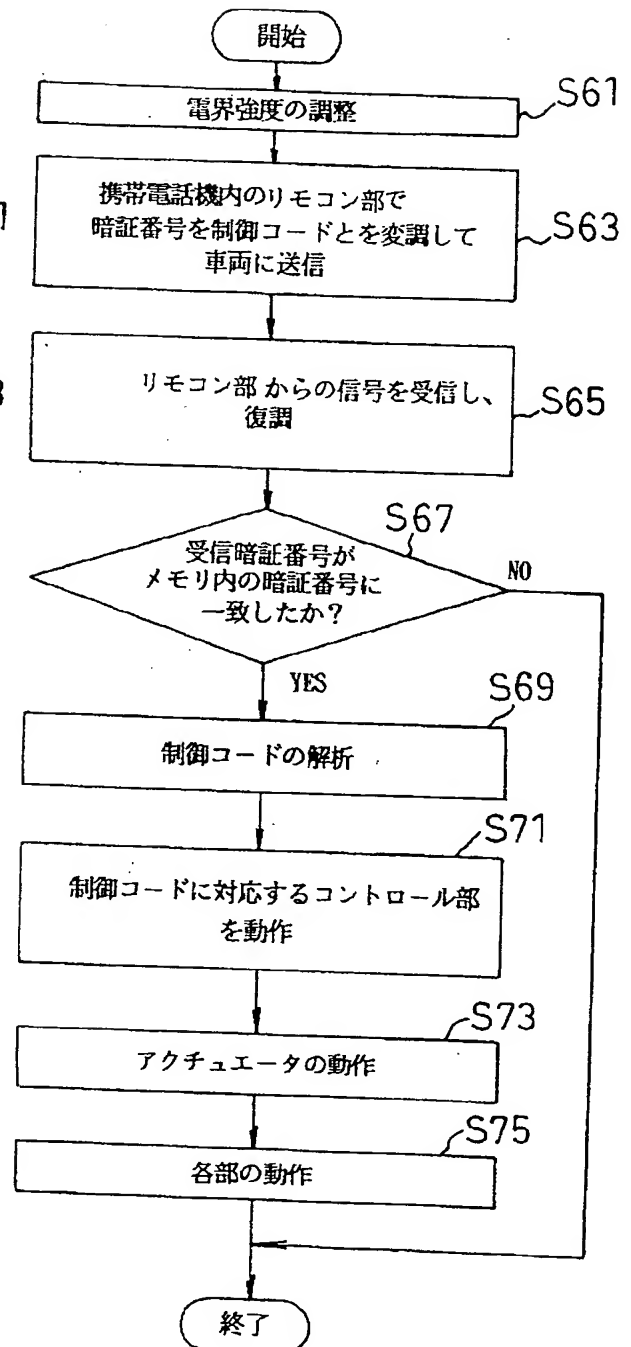 開始
電界強度の調整
S61
携帯電話機内のリモコン部で
暗証番号を制御コードとを変調して
車両に送信
S63
リモコン部からの信号を受信し、
復調
S65
S67
受信暗証番号が
メモリ内の暗証番号に
一致したか?
NO
YES
S69
制御コードの解析
S71
制御コードに対応するコントロール部
を動作
S73
アクチュエータの動作
S75
各部の動作
終了